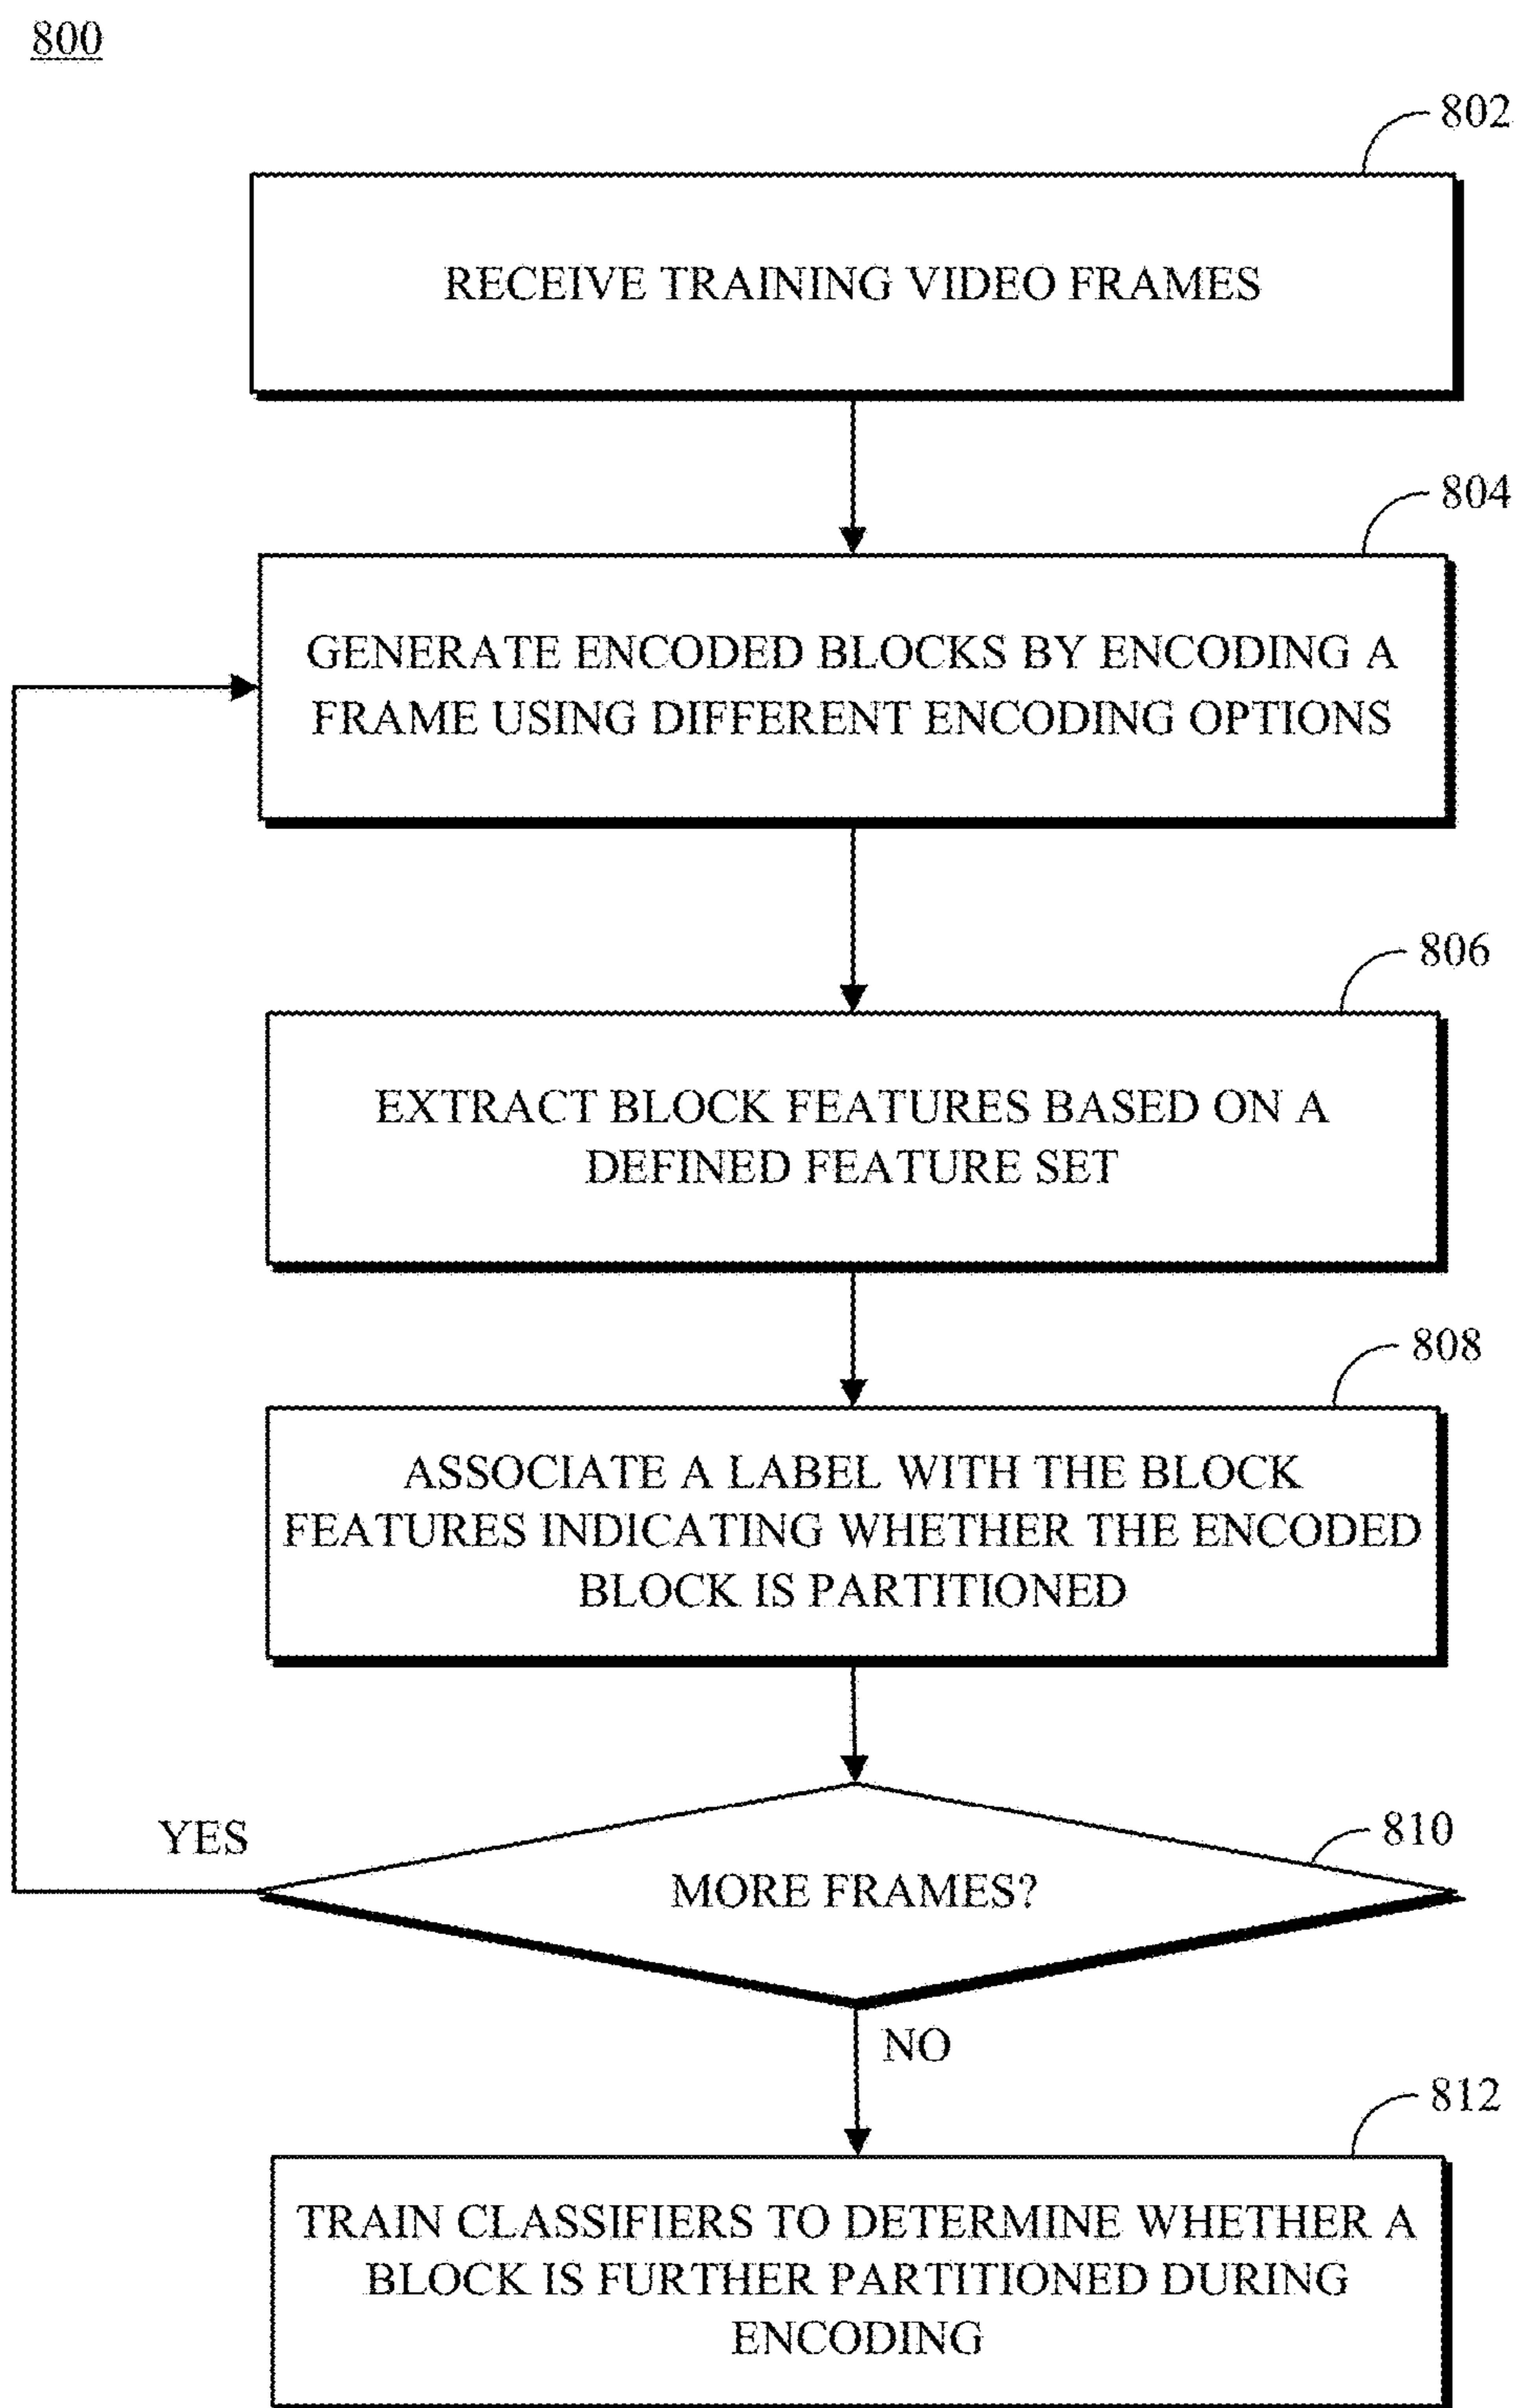 800
802
RECEIVE TRAINING VIDEO FRAMES
804
GENERATE ENCODED BLOCKS BY ENCODING A
FRAME USING DIFFERENT ENCODING OPTIONS
806
EXTRACT BLOCK FEATURES BASED ON A
DEFINED FEATURE SET
808
ASSOCIATE A LABEL WITH THE BLOCK
FEATURES INDICATING WHETHER THE ENCODED
BLOCK IS PARTITIONED
YES
810
MORE FRAMES?
NO
812
TRAIN CLASSIFIERS TO DETERMINE WHETHER A
BLOCK IS FURTHER PARTITIONED DURING
ENCODING